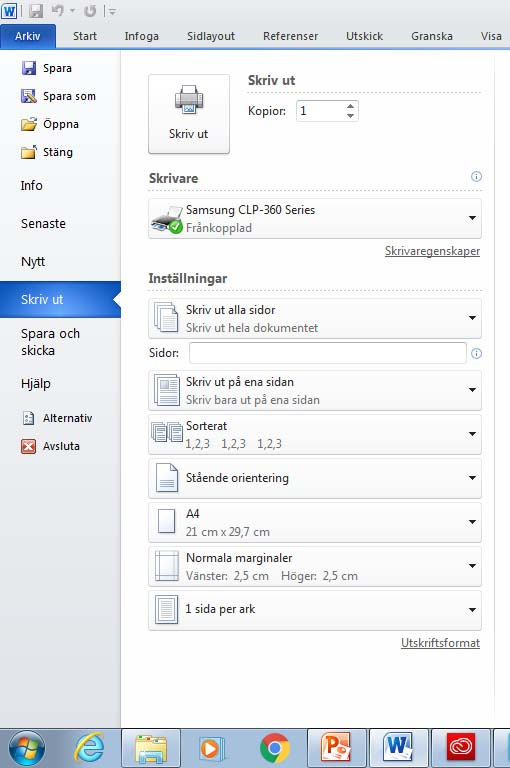 Arkiv
Start
Infoga
Sidlayout
Referenser
Utskick
Granska
Visa
Spara
Spara som
Öppna
Stäng
Info
Senaste
Nytt
Skriv ut
Spara och
skicka
Hjälp
Alternativ
Avsluta
Skriv ut
Skriv ut
Kopior: 1
Skrivare
Samsung CLP-360 Series
Frånkopplad
Skrivaregenskaper
Inställningar
Skriv ut alla sidor
Skriv ut hela dokumentet
Sidor:
Skriv ut på ena sidan
Skriv bara ut på ena sidan
Sorterat
1,2,3 1,2,3 1,2,3
Stående orientering
A4
21 cm x 29,7 cm
Normala marginaler
Vänster: 2,5 cm Höger: 2,5 cm
1 sida per ark
Utskriftsformat